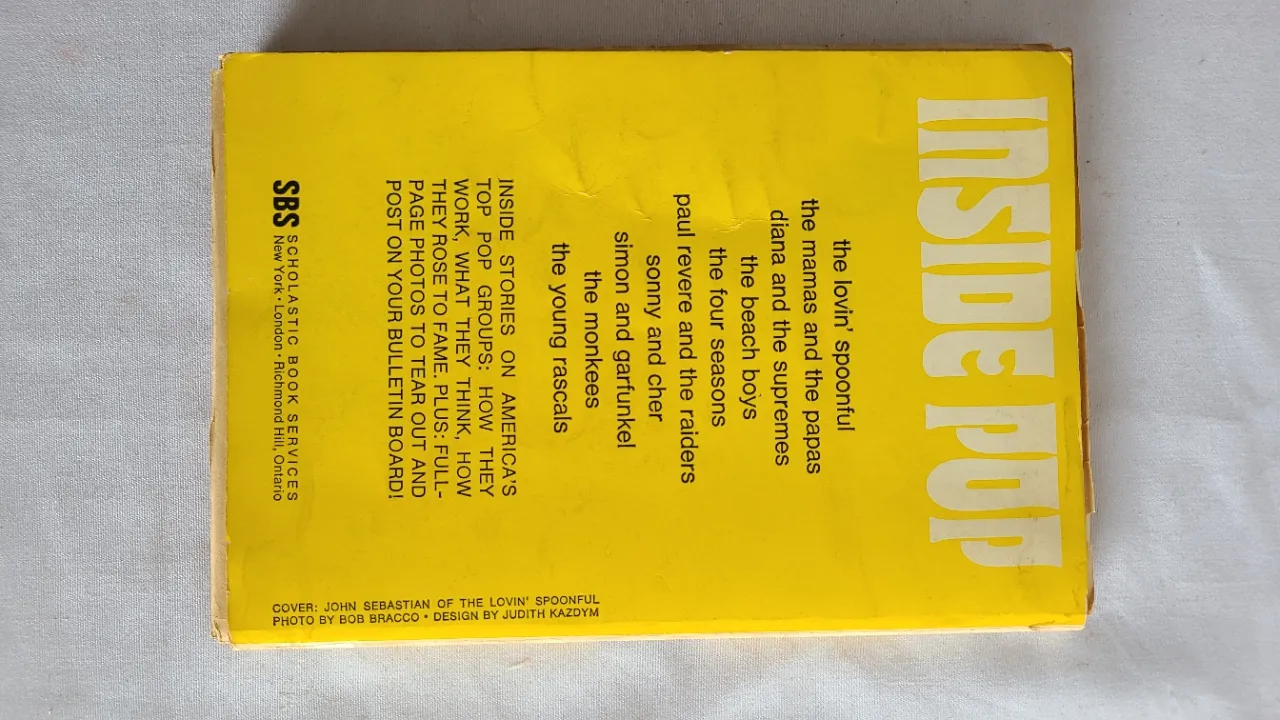 INSIDE POP
the lovin' spoonful
the mamas and the papas
diana and the supremes
the beach boys
the four seasons
paul revere and the raiders
sonny and cher
simon and garfunkel
the monkees
the young rascals
INSIDE STORIES ON AMERICA'S
TOP POP GROUPS: HOW THEY
WORK, WHAT THEY THINK, HOW
THEY ROSE TO FAME. PLUS: FULL-
PAGE PHOTOS TO TEAR OUT AND
POST ON YOUR BULLETIN BOARD!
SBS SCHOLASTIC BOOK SERVICES
New York • London • Richmond Hill, Ontario
COVER: JOHN SEBASTIAN OF THE LOVIN' SPOONFUL
PHOTO BY BOB BRACCO • DESIGN BY JUDITH KAZDYM